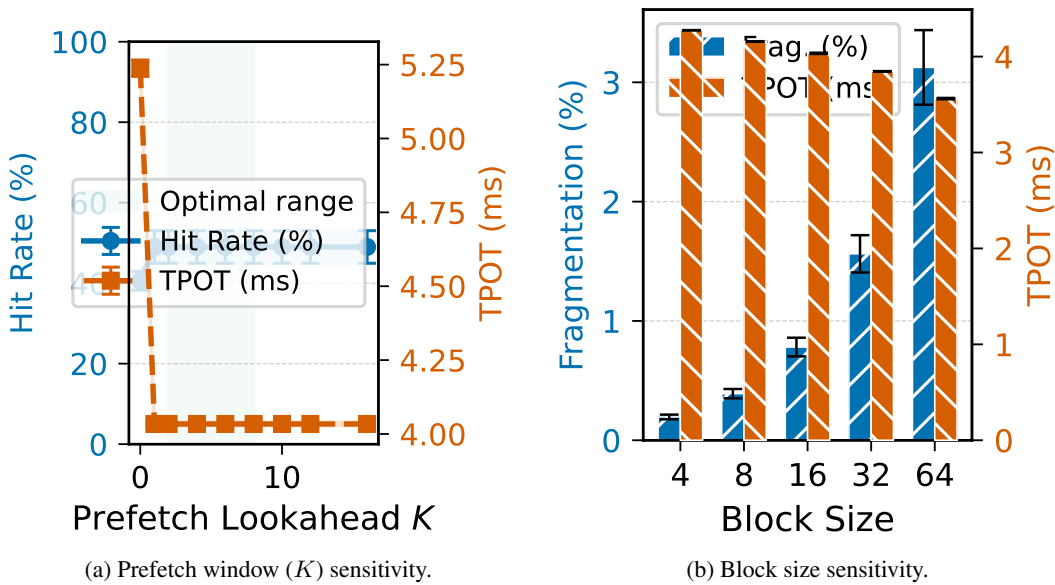 100
80
60
40
20
0
Hit Rate (%)
Optimal range
Hit Rate (%)
TPOT (ms)
5.25
5.00
4.75
4.50
4.25
4.00
TPOT (ms)
0
10
Prefetch Lookahead K
(a) Prefetch window (K) sensitivity.
3
2
1
0
Fragmentation (%)
(%)
4
3
2
1
0
TPOT (ms)
4
8
16
32
64
Block Size
(b) Block size sensitivity.